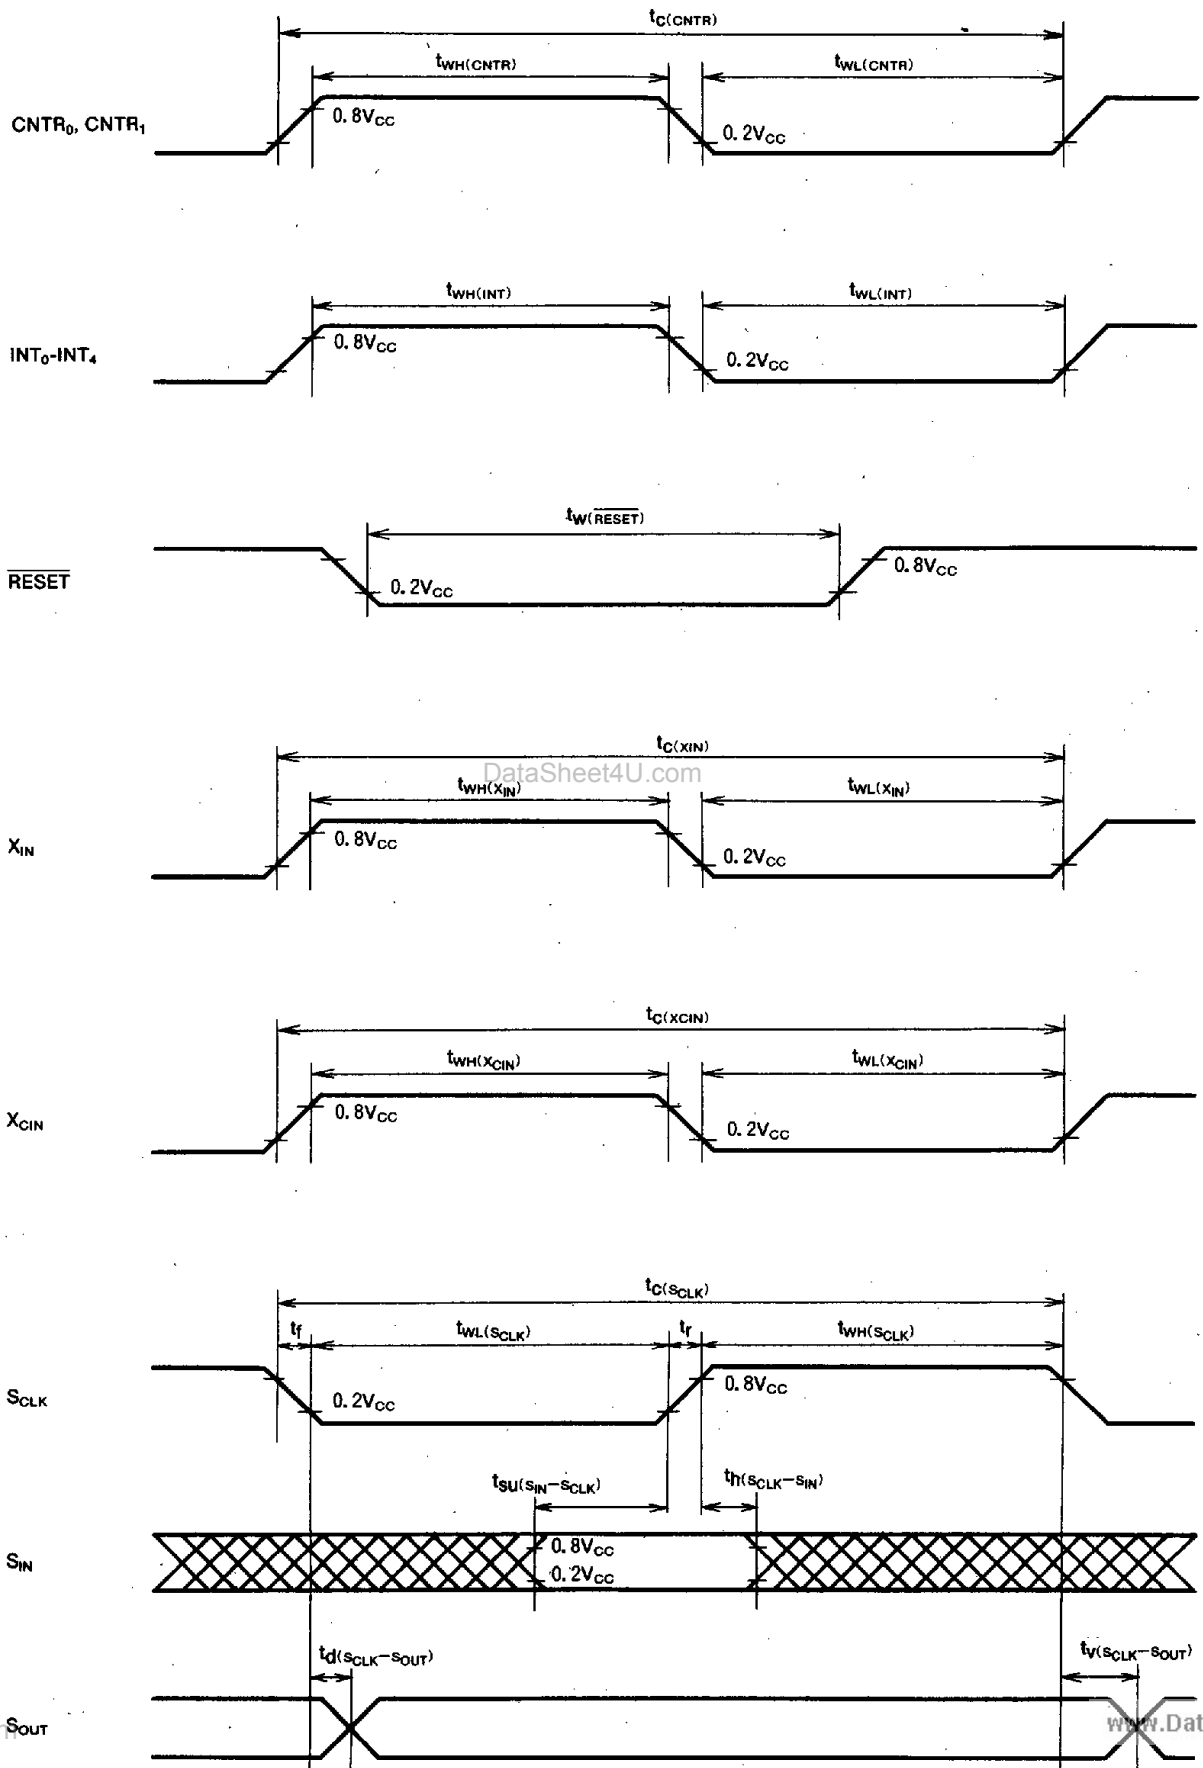 tC(CNTR)
tWH(CNTR) tWL(CNTR)
CNTR0, CNTR1 0.8VCC 0.2VCC
tWH(INT) tWL(INT)
INT0-INT4 0.8VCC 0.2VCC
tW(RESET)
RESET 0.2VCC 0.8VCC
tC(XIN)
DataSheet4U.com
tWH(XIN) tWL(XIN)
XIN 0.8VCC 0.2VCC
tC(XCIN)
tWH(XCIN) tWL(XCIN)
XCIN 0.8VCC 0.2VCC
tC(SCLK)
tf tWL(SCLK) tr tWH(SCLK)
SCLK 0.2VCC 0.8VCC
tSU(SIN-SCLK) th(SCLK-SIN)
SIN 0.8VCC
0.2VCC
td(SCLK-SOUT) tV(SCLK-SOUT)
SOUT www.Dat